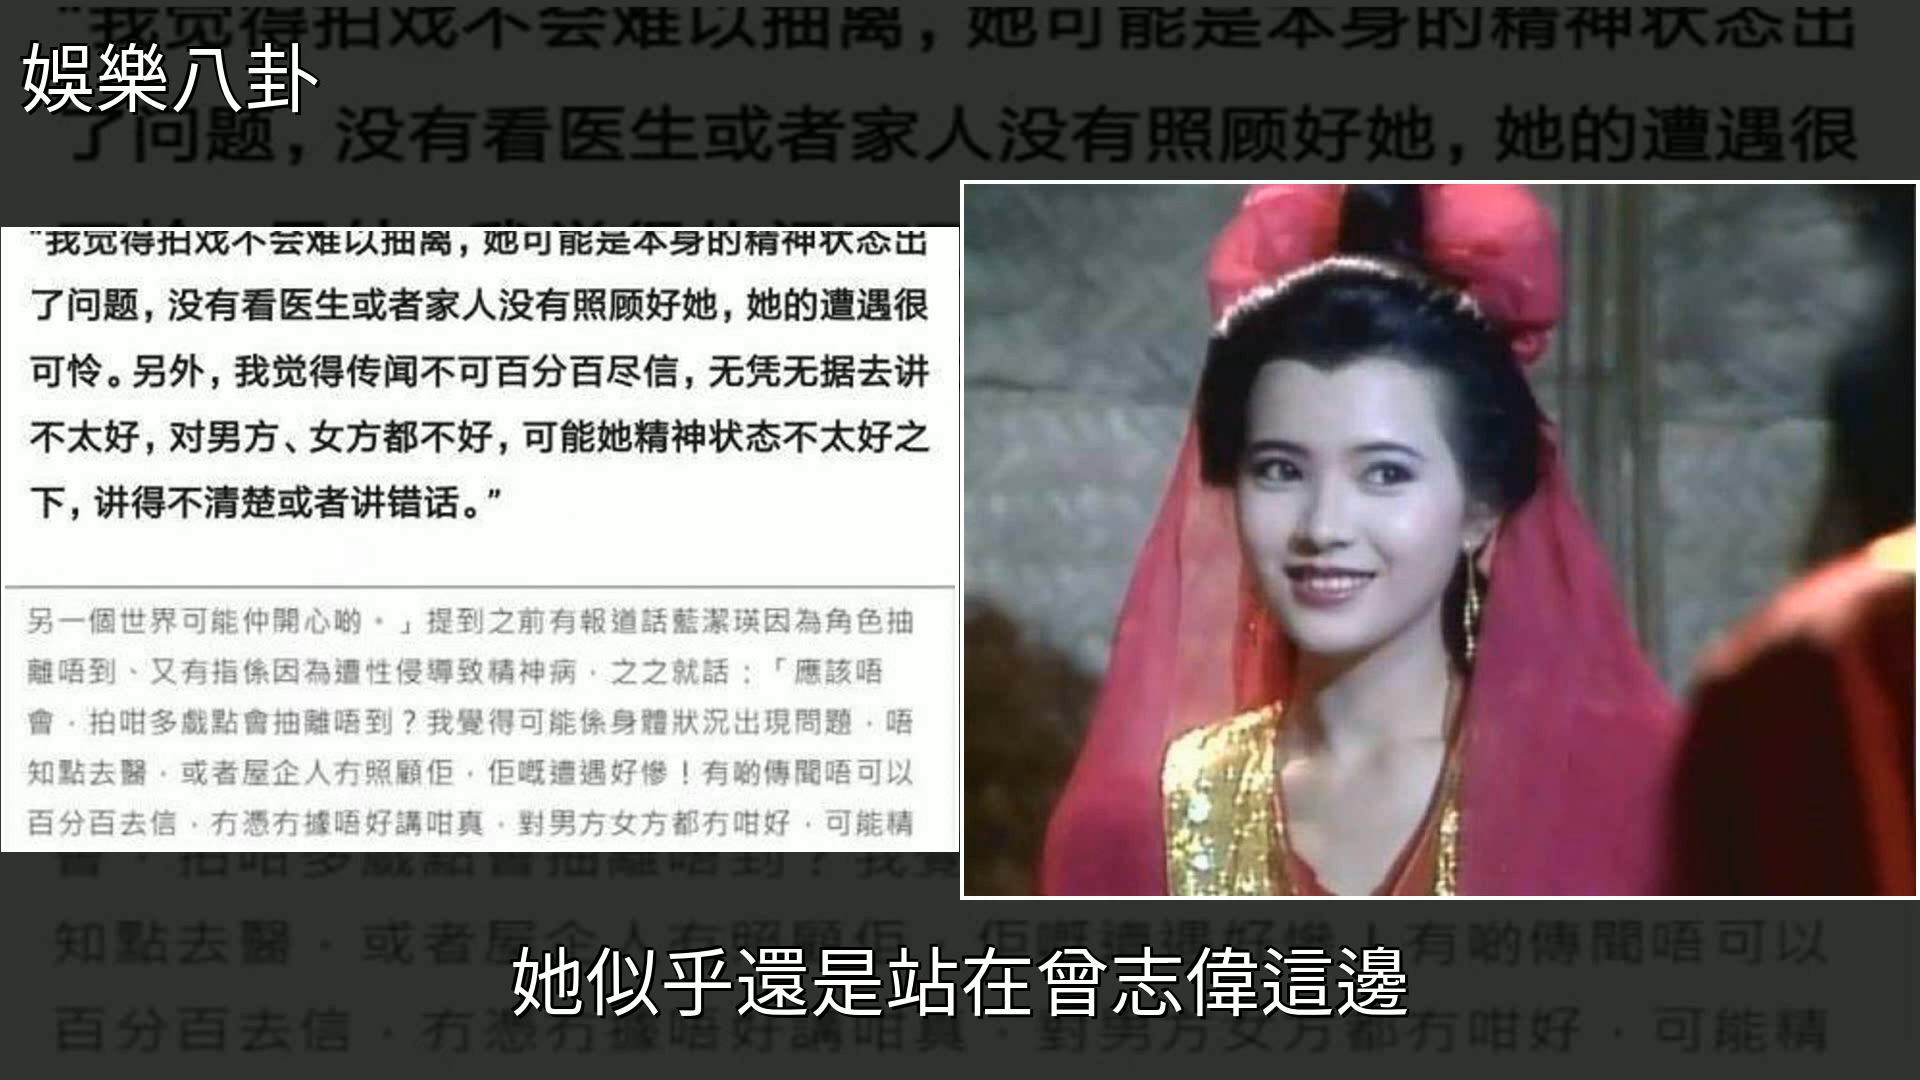 娛樂八卦
“我觉得拍戏不会难以抽离，她可能是本身的精神状态出
了问题，没有看医生或者家人没有照顾好她，她的遭遇很
“我觉得拍戏不会难以抽离，她可能是本身的精神状态出
了问题，没有看医生或者家人没有照顾好她，她的遭遇很
可怜。另外，我觉得传闻不可百分百尽信，无凭无据去讲
不太好，对男方、女方都不好，可能她精神状态不太好之
下，讲得不清楚或者讲错话。”
另一個世界可能仲開心啲。」提到之前有報道話藍潔瑛因為角色抽
離唔到、又有指係因為遭性侵導致精神病，之之就話：「應該唔
會，拍咁多戲點會抽離唔到？我覺得可能係身體狀況出現問題，唔
知點去醫，或者屋企人冇照顧佢，佢嘅遭遇好慘！有啲傳聞唔可以
百分百去信，冇憑冇據唔好講咁真，對男方女方都冇咁好，可能精
會，拍咁多戲點會抽離唔到？我覺
知點去醫，或者屋企人冇照顧佢，佢嘅遭遇好慘！有啲傳聞唔可以
她似乎還是站在曾志偉這邊
百分百去信，冇憑冇據唔好講咁真，對男方女方都冇咁好，可能精